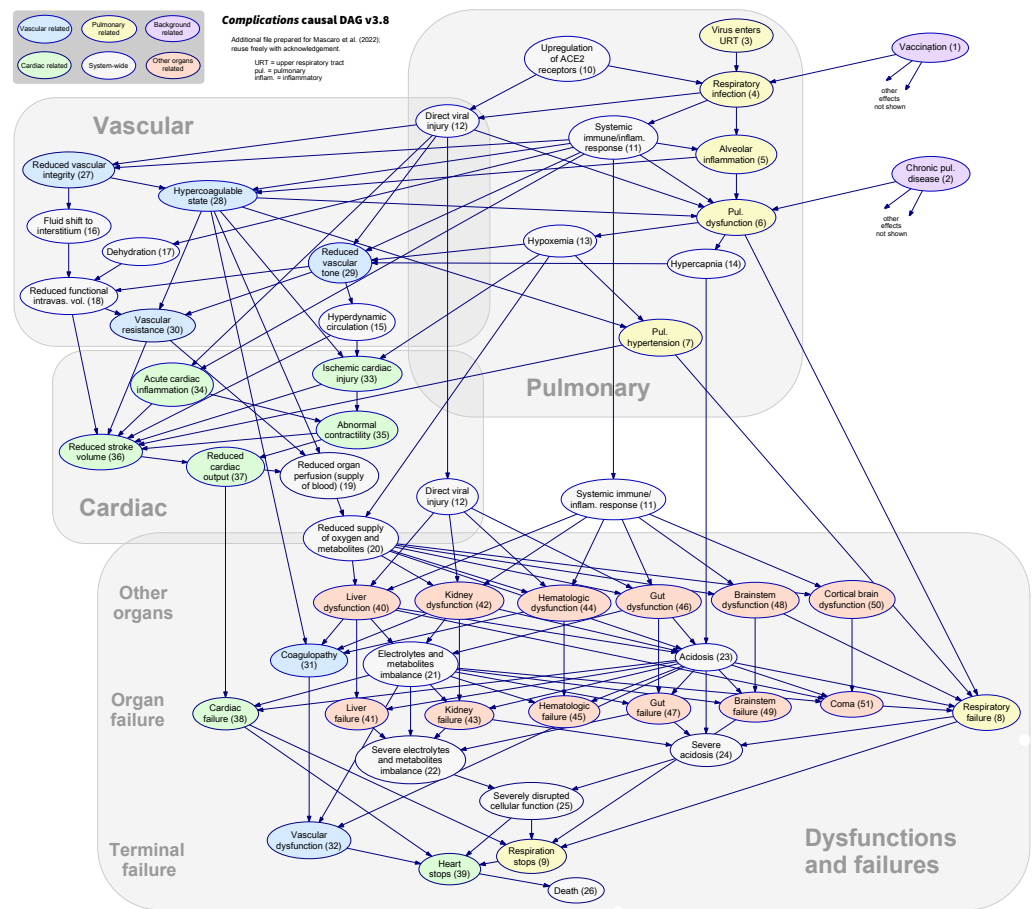 Vascular related
Pulmonary
related
Background
related
Cardiac related
System-wide
Other organs
related
Complications causal DAG v3.8
Additional file prepared for Mascaro et al. (2022);
reuse freely with acknowledgement.
URT = upper respiratory tract
pul. = pulmonary
inflam. = inflammatory
Virus enters
URT (3)
Upregulation
of ACE2
receptors (10)
Vaccination (1)
Respiratory
infection (4)
other
effects
not shown
Vascular
Direct viral
injury (12)
Systemic
immune/inflam.
response (11)
Alveolar
inflammation (5)
Reduced vascular
integrity (27)
Chronic pul.
disease (2)
Hypercoagulable
state (28)
Fluid shift to
interstitium (16)
Pul.
dysfunction (6)
other
effects
not shown
Dehydration (17)
Hypoxemia (13)
Reduced
vascular
tone (29)
Hypercapnia (14)
Reduced functional
intravas. vol. (18)
Vascular
resistance (30)
Hyperdynamic
circulation (15)
Pul.
hypertension (7)
Acute cardiac
inflammation (34)
Ischemic cardiac
injury (33)
Pulmonary
Abnormal
contractility (35)
Reduced stroke
volume (36)
Reduced
cardiac
output (37)
Reduced organ
perfusion (supply
of blood) (19)
Cardiac
Direct viral
injury (12)
Systemic immune/
inflam. response (11)
Reduced supply
of oxygen and
metabolites (20)
Other
organs
Liver
dysfunction (40)
Kidney
dysfunction (42)
Hematologic
dysfunction (44)
Gut
dysfunction (46)
Brainstem
dysfunction (48)
Cortical brain
dysfunction (50)
Coagulopathy
(31)
Electrolytes and
metabolites
imbalance (21)
Acidosis (23)
Organ
failure
Cardiac
failure (38)
Liver
failure (41)
Kidney
failure (43)
Hematologic
failure (45)
Gut
failure (47)
Brainstem
failure (49)
Coma (51)
Respiratory
failure (8)
Severe electrolytes
and metabolites
imbalance (22)
Severe
acidosis (24)
Severely disrupted
cellular function (25)
Terminal
failure
Vascular
dysfunction (32)
Respiration
stops (9)
Heart
stops (39)
Death (26)
Dysfunctions
and failures